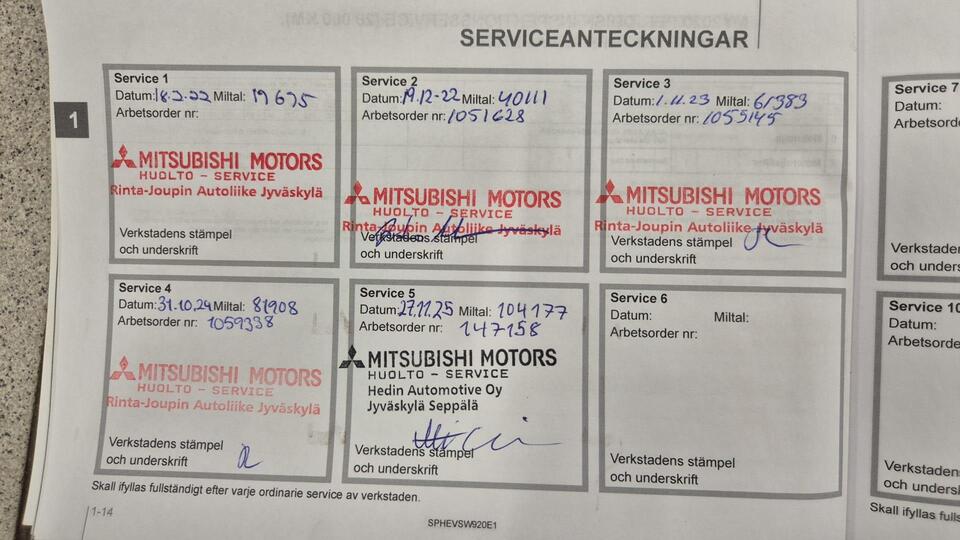 SERVICEANTECKNINGAR
1
Service 1
Datum: 18.2-22 Miltal: 19675
Arbetsorder nr:
MITSUBISHI MOTORS
HUOLTO - SERVICE
Rinta-Joupin Autoliike Jyväskylä
Verkstadens stämpel
och underskrift
Service 2
Datum: 19.12-22 Miltal: 40111
Arbetsorder nr: 1051628
MITSUBISHI MOTORS
HUOLTO - SERVICE
Rinta-Joupin Autoliike Jyväskylä
Verkstadens stämpel
och underskrift
Service 3
Datum: 1.11.23 Miltal: 61383
Arbetsorder nr: 1055145
MITSUBISHI MOTORS
HUOLTO - SERVICE
Rinta-Joupin Autoliike Jyväskylä
Verkstadens stämpel
och underskrift
Service 4
Datum: 31.10.24 Miltal: 81908
Arbetsorder nr: 1059338
MITSUBISHI MOTORS
HUOLTO - SERVICE
Rinta-Joupin Autoliike Jyväskylä
Verkstadens stämpel
och underskrift
Service 5
Datum: 27.11.25 Miltal: 104177
Arbetsorder nr: 147158
MITSUBISHI MOTORS
HUOLTO - SERVICE
Hedin Automotive Oy
Jyväskylä Seppälä
Verkstadens stämpel
och underskrift
Service 6
Datum: Miltal:
Arbetsorder nr:
Verkstadens stämpel
och underskrift
Skall ifyllas fullständigt efter varje ordinarie service av verkstaden.
1-14
SPHEVSW920E1
Service 7
Datum:
Arbetsord
Verkstaden
och unders
Service 10
Datum:
Arbetsorde
Verkstadens
och undersk
Skall ifyllas fulls